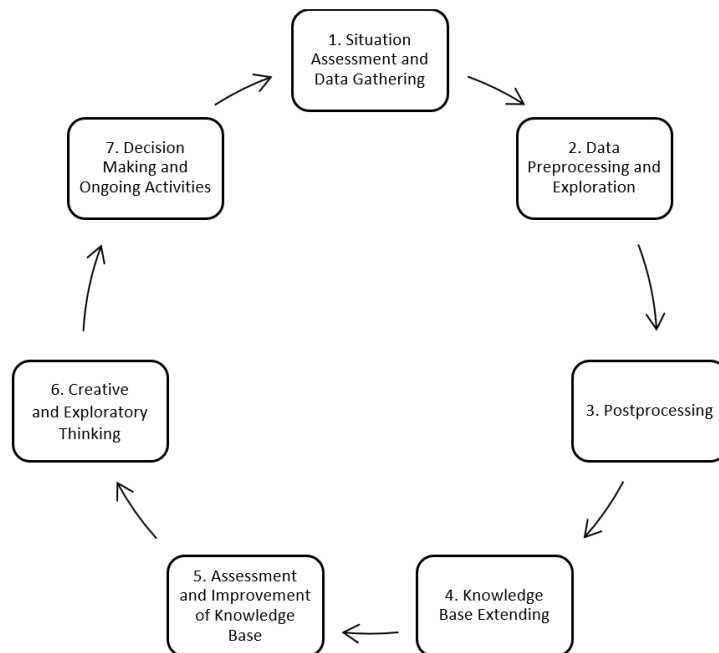 1. Situation
Assessment and
Data Gathering
2. Data
Preprocessing and
Exploration
3. Postprocessing
4. Knowledge
Base Extending
5. Assessment
and Improvement
of Knowledge
Base
6. Creative
and Exploratory
Thinking
7. Decision
Making and
Ongoing Activities